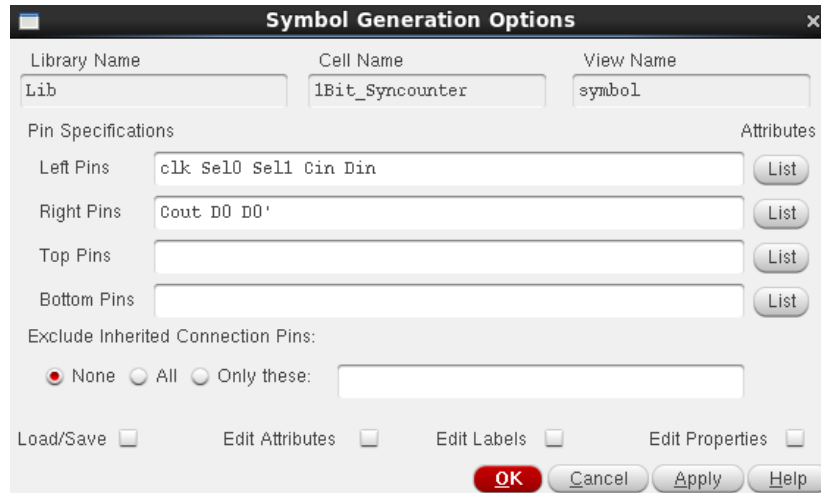 Symbol Generation Options
Library Name Cell Name View Name
Lib 1Bit_Syncounter symbol
Pin Specifications Attributes
Left Pins clk Sel0 Sel1 Cin Din List
Right Pins Cout D0 D0' List
Top Pins List
Bottom Pins List
Exclude Inherited Connection Pins:
None All Only these:
Load/Save Edit Attributes Edit Labels Edit Properties
OK Cancel Apply Help